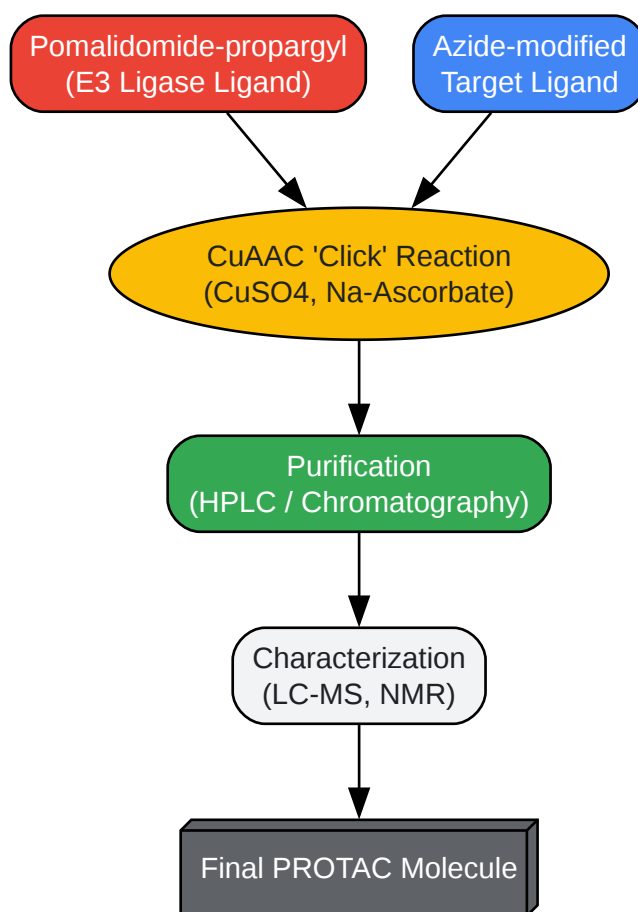 Pomalidomide-propargyl
(E3 Ligase Ligand)
Azide-modified
Target Ligand
CuAAC 'Click' Reaction
(CuSO4, Na-Ascorbate)
Purification
(HPLC / Chromatography)
Characterization
(LC-MS, NMR)
Final PROTAC Molecule